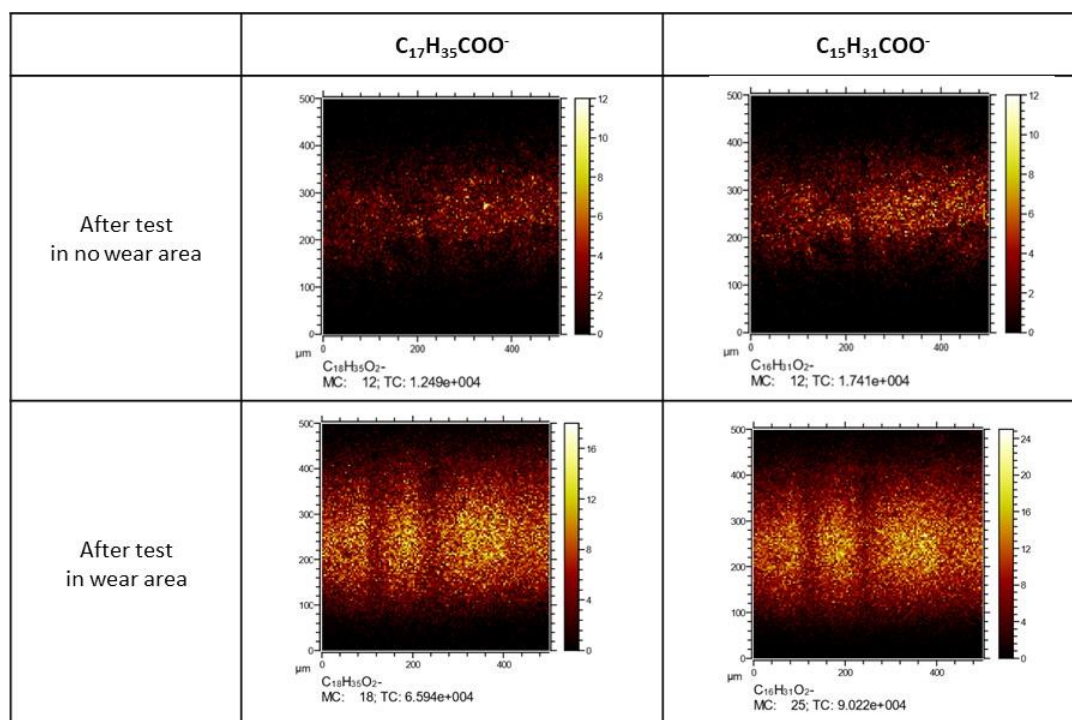 C₁₇H₃₅COO⁻ C₁₅H₃₁COO⁻
After test
in no wear area
500
400
300
200
100
0
0 200 400
µm
12
10
8
6
4
2
0
C₁₈H₃₅O₂-
MC: 12; TC: 1.249e+004
500
400
300
200
100
0
0 200 400
µm
12
10
8
6
4
2
0
C₁₆H₃₁O₂-
MC: 12; TC: 1.741e+004
After test
in wear area
500
400
300
200
100
0
0 200 400
µm
16
12
8
4
0
C₁₈H₃₅O₂-
MC: 18; TC: 6.594e+004
500
400
300
200
100
0
0 200 400
µm
24
20
16
12
8
4
0
C₁₆H₃₁O₂-
MC: 25; TC: 9.022e+004